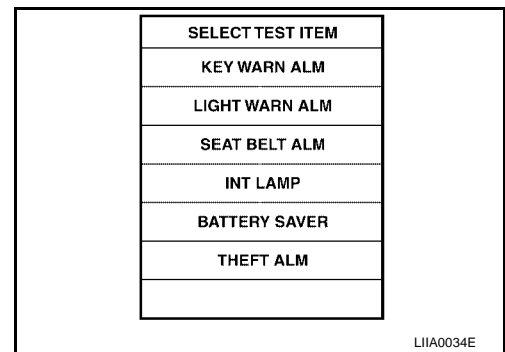 SELECT TEST ITEM
KEY WARN ALM
LIGHT WARN ALM
SEAT BELT ALM
INT LAMP
BATTERY SAVER
THEFT ALM
LIIA0034E